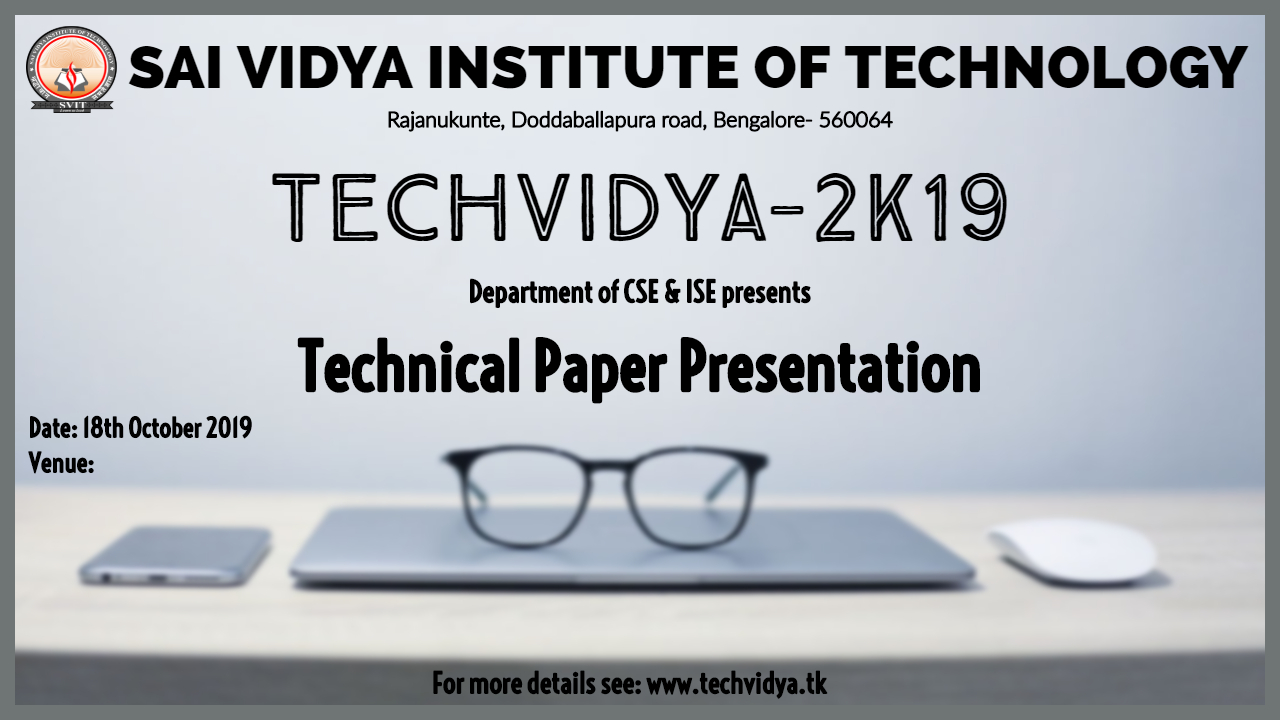 SAI VIDYA INSTITUTE OF TECHNOLOGY
SVIT
Rajanukunte, Doddaballapura road, Bengalore- 560064
TECHVIDYA-2K19
Department of CSE & ISE presents
Technical Paper Presentation
Date: 18th October 2019
Venue:
For more details see: www.techvidya.tk